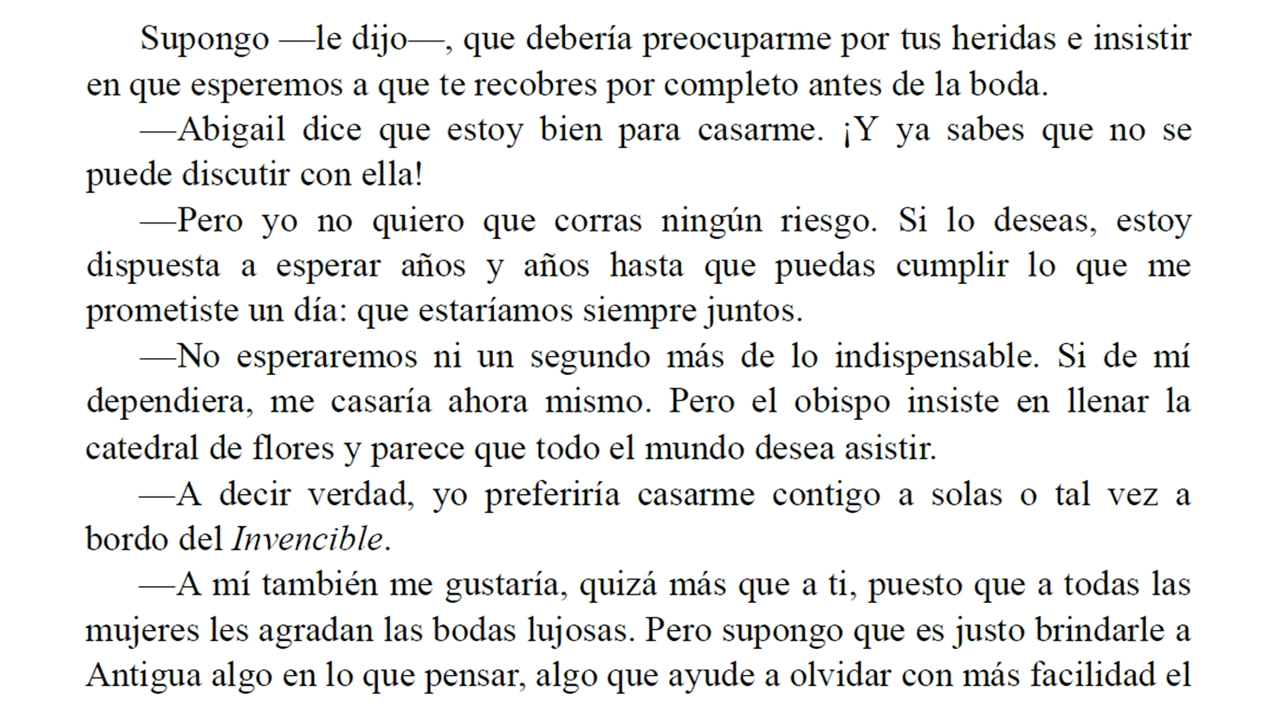 Supongo —le dijo—, que debería preocuparme por tus heridas e insistir
en que esperemos a que te recobres por completo antes de la boda.
—Abigail dice que estoy bien para casarme. ¡Y ya sabes que no se
puede discutir con ella!
—Pero yo no quiero que corras ningún riesgo. Si lo deseas, estoy
dispuesta a esperar años y años hasta que puedas cumplir lo que me
prometiste un día: que estaríamos siempre juntos.
—No esperaremos ni un segundo más de lo indispensable. Si de mí
dependiera, me casaría ahora mismo. Pero el obispo insiste en llenar la
catedral de flores y parece que todo el mundo desea asistir.
—A decir verdad, yo preferiría casarme contigo a solas o tal vez a
bordo del Invencible.
—A mí también me gustaría, quizá más que a ti, puesto que a todas las
mujeres les agradan las bodas lujosas. Pero supongo que es justo brindarle a
Antigua algo en lo que pensar, algo que ayude a olvidar con más facilidad el